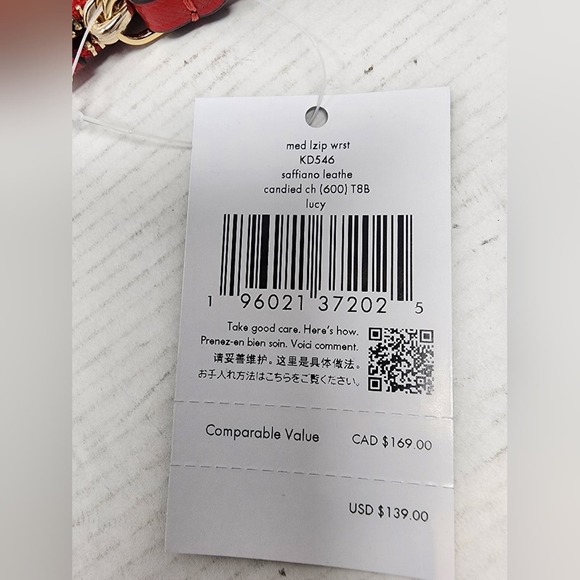 med lzip wrst
KD546
saffiano leathe
candied ch (600) T8B
lucy
1 96021 37202 5
Take good care. Here's how.
Prenez-en bien soin. Voici comment.
请妥善维护。这里是具体做法。
お手入れ方法はこちらをご覧ください。
Comparable Value CAD $169.00
USD $139.00